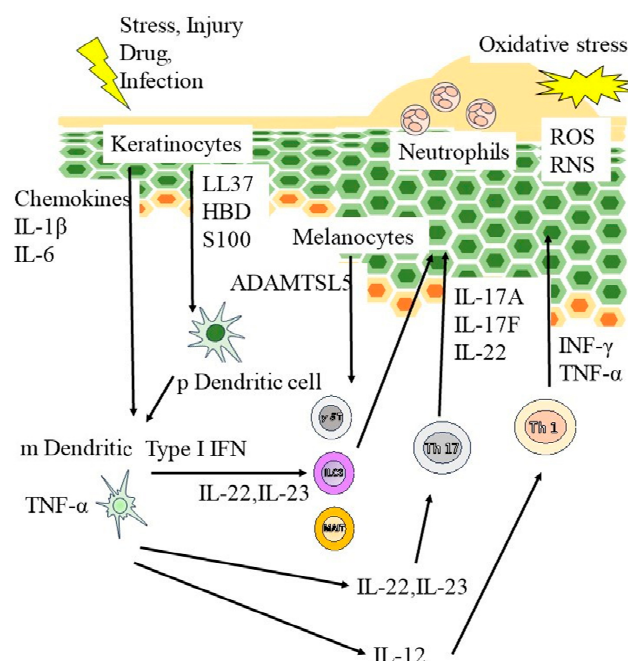 Stress, Injury
Drug,
Infection
Oxidative stress
Keratinocytes
Neutrophils
ROS
RNS
Chemokines
IL-1β
IL-6
LL37
HBD
S100
Melanocytes
ADAMTSL5
IL-17A
IL-17F
IL-22
INF-γ
TNF-α
p Dendritic cell
γ δT
Th 17
Th 1
m Dendritic
Type I IFN
ILC3
IL-22,IL-23
TNF-α
MAIT
IL-22,IL-23
IL-12